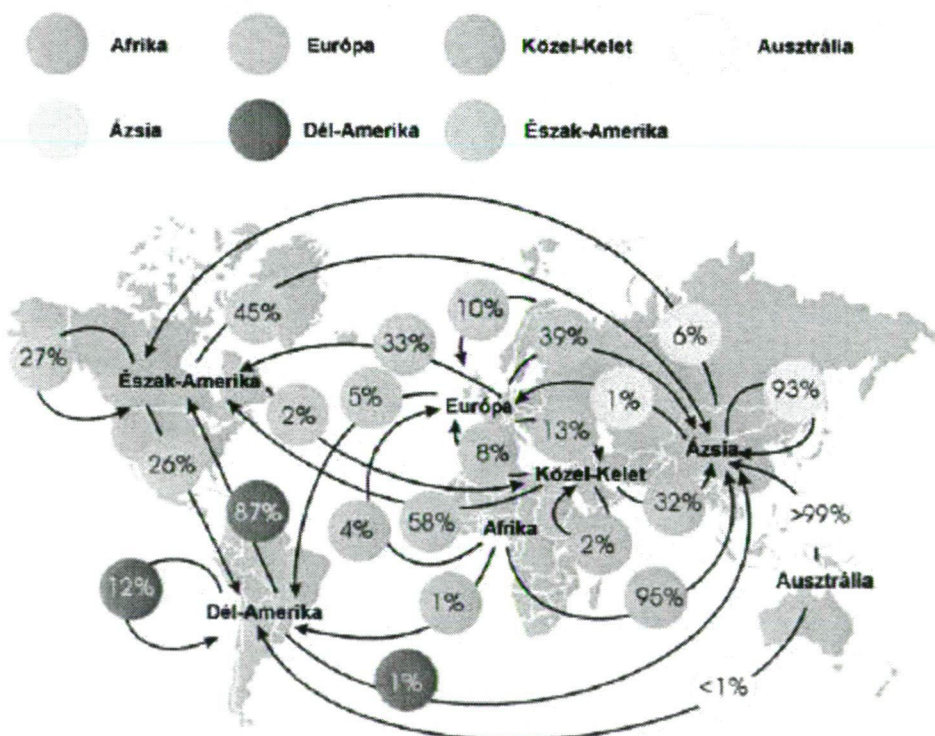 Afrika Európa Közel-Kelet Ausztrália
Ázsia Dél-Amerika Észak-Amerika
45% 10% 39% 6%
27% 33% 93%
Észak-Amerika 5% 1%
2% Európa 13%
26% 8% Ázsia
Közel-Kelet
87% 4% 58% Afrika 2% 32% >99%
12% Ausztrália
Dél-Amerika 1% 95%
1% <1%